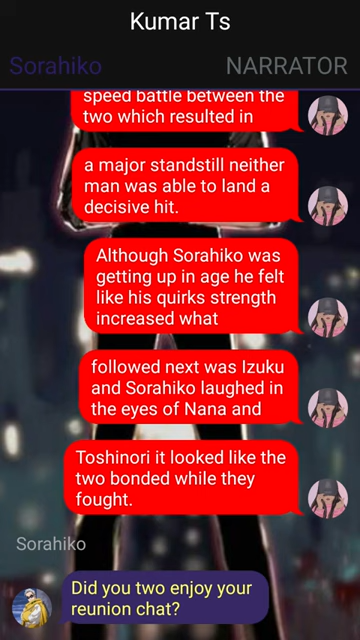 Kumar Ts
Sorahiko
NARRATOR
speed battle between the
two which resulted in
a major standstill neither
man was able to land a
decisive hit.
Although Sorahiko was
getting up in age he felt
like his quirks strength
increased what
followed next was Izuku
and Sorahiko laughed in
the eyes of Nana and
Toshinori it looked like the
two bonded while they
fought.
Sorahiko
Did you two enjoy your
reunion chat?